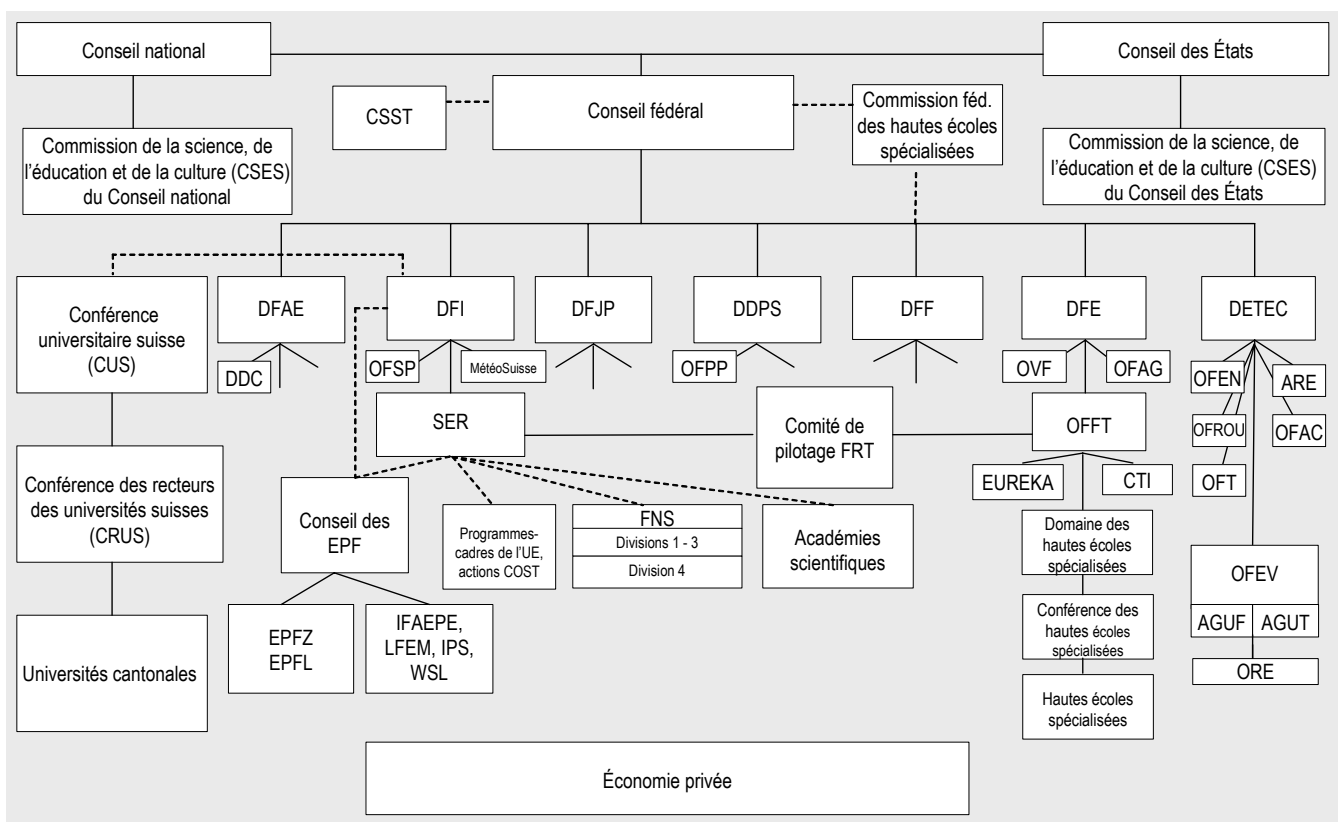 Conseil national
Conseil des États
CSST
Conseil fédéral
Commission féd.
des hautes écoles
spécialisées
Commission de la science, de
l'éducation et de la culture (CSES)
du Conseil national
Commission de la science, de
l'éducation et de la culture (CSES)
du Conseil des États
Conférence
universitaire suisse
(CUS)
DFAE
DFI
DFJP
DDPS
DFF
DFE
DETEC
DDC
OFSP
MétéoSuisse
OFPP
OVF
OFAG
OFEN
ARE
OFROU
OFAC
OFT
SER
Comité de
pilotage FRT
OFFT
EUREKA
CTI
Conférence des recteurs
des universités suisses
(CRUS)
Conseil des
EPF
Programmes-
cadres de l'UE,
actions COST
FNS
Divisions 1 - 3
Division 4
Académies
scientifiques
Domaine des
hautes écoles
spécialisées
OFEV
AGUF
AGUT
ORE
EPFZ
EPFL
IFAEPE,
LFEM, IPS,
WSL
Conférence des
hautes écoles
spécialisées
Universités cantonales
Hautes écoles
spécialisées
Économie privée